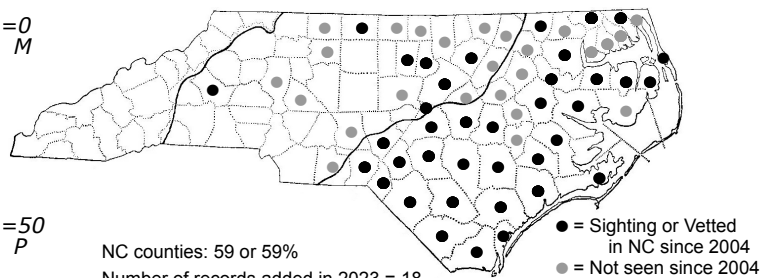 =0
M
=50
P
NC counties: 59 or 59%
Number of records added in 2023 = 18
= Sighting or Vetted
in NC since 2004
= Not seen since 2004